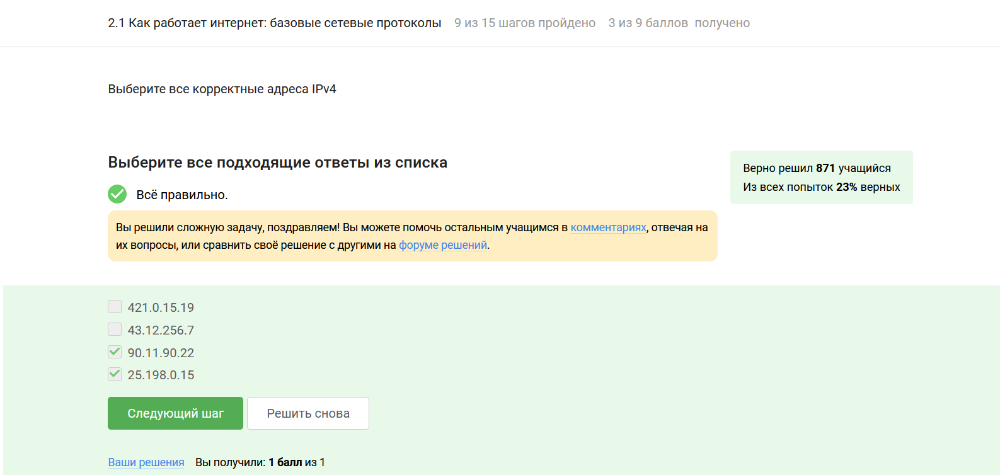 2.1 Как работает интернет: базовые сетевые протоколы 9 из 15 шагов пройдено 3 из 9 баллов получено
Выберите все корректные адреса IPv4
Выберите все подходящие ответы из списка
Верно решил 871 учащийся
Из всех попыток 23% верных
Всё правильно.
Вы решили сложную задачу, поздравляем! Вы можете помочь остальным учащимся в комментариях, отвечая на
их вопросы, или сравнить своё решение с другими на форуме решений.
421.0.15.19
43.12.256.7
90.11.90.22
25.198.0.15
Следующий шаг Решить снова
Ваши решения Вы получили: 1 балл из 1